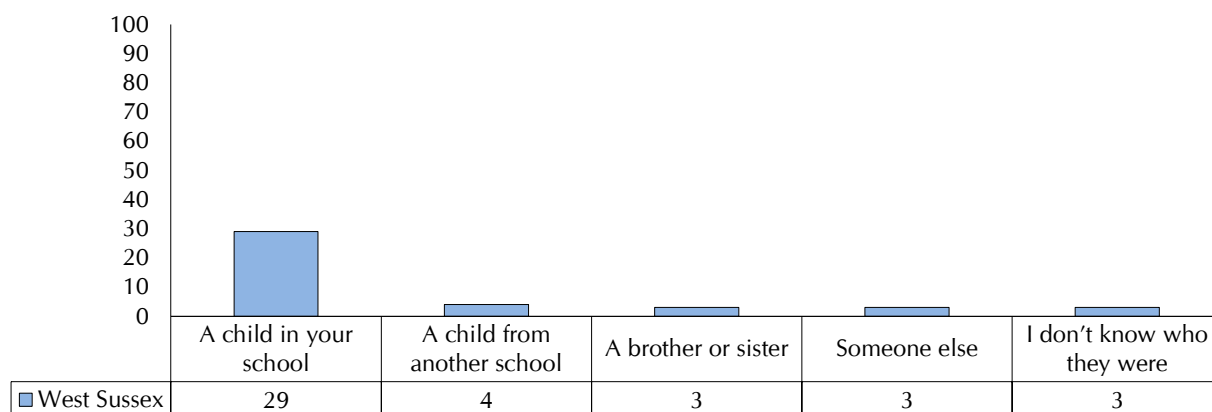 100
90
80
70
60
50
40
30
20
10
0
A child in your school
A child from another school
A brother or sister
Someone else
I don't know who they were
West Sussex 29 4 3 3 3